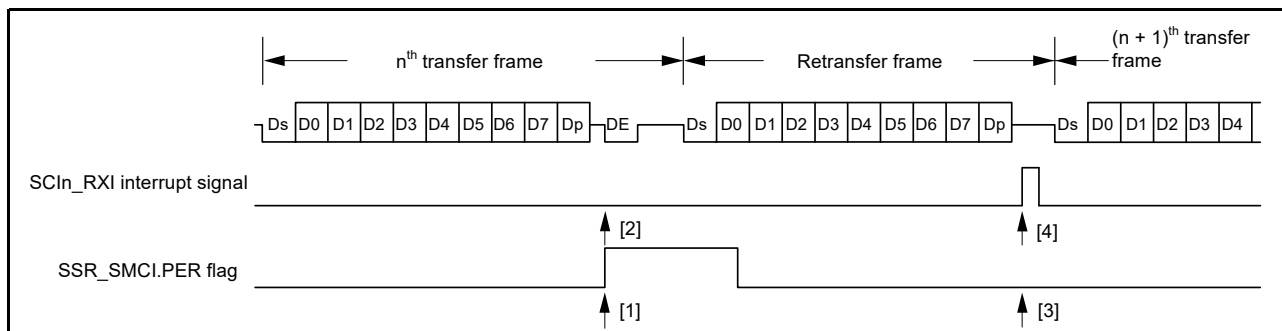 nth transfer frame
Retransfer frame
(n + 1)th transfer frame
Ds D0 D1 D2 D3 D4 D5 D6 D7 Dp DE Ds D0 D1 D2 D3 D4 D5 D6 D7 Dp Ds D0 D1 D2 D3 D4
SCIn_RXI interrupt signal
[2] [4]
SSR_SMCI.PER flag
[1] [3]